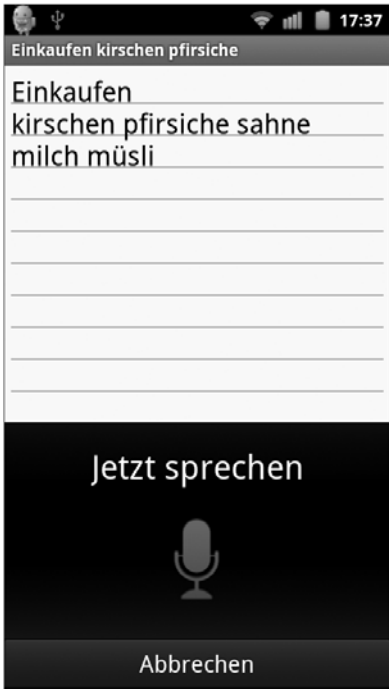 17:37
Einkaufen kirschen pfirsiche
Einkaufen
kirschen pfirsiche sahne
milch müsli
Jetzt sprechen
Abbrechen